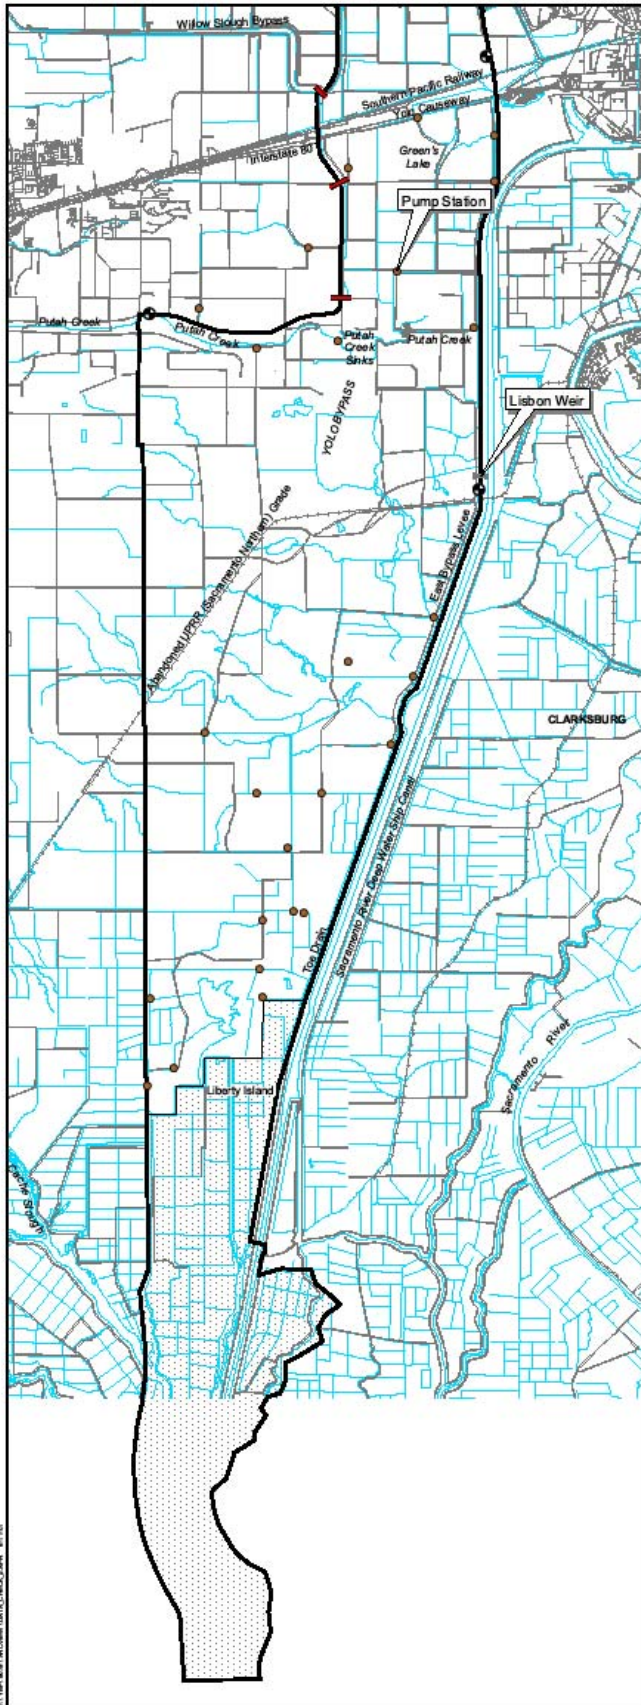 Willow Slough Bypass
Southern Pacific Railway
Yolo Causeway
Interstate 80
Green's
Lake
Pump Station
Putah Creek
Putah Creek
Putah
Creek
Sinks
Putah Creek
YOLO BYPASS
Lisbon Weir
Abandoned UPRR (Sacramento Northern) Grade
East Bypass Levee
CLARKSBURG
Sacramento River Deep Water Ship Canal
Toe Drain
Sacramento River
Liberty Island
Cache Slough